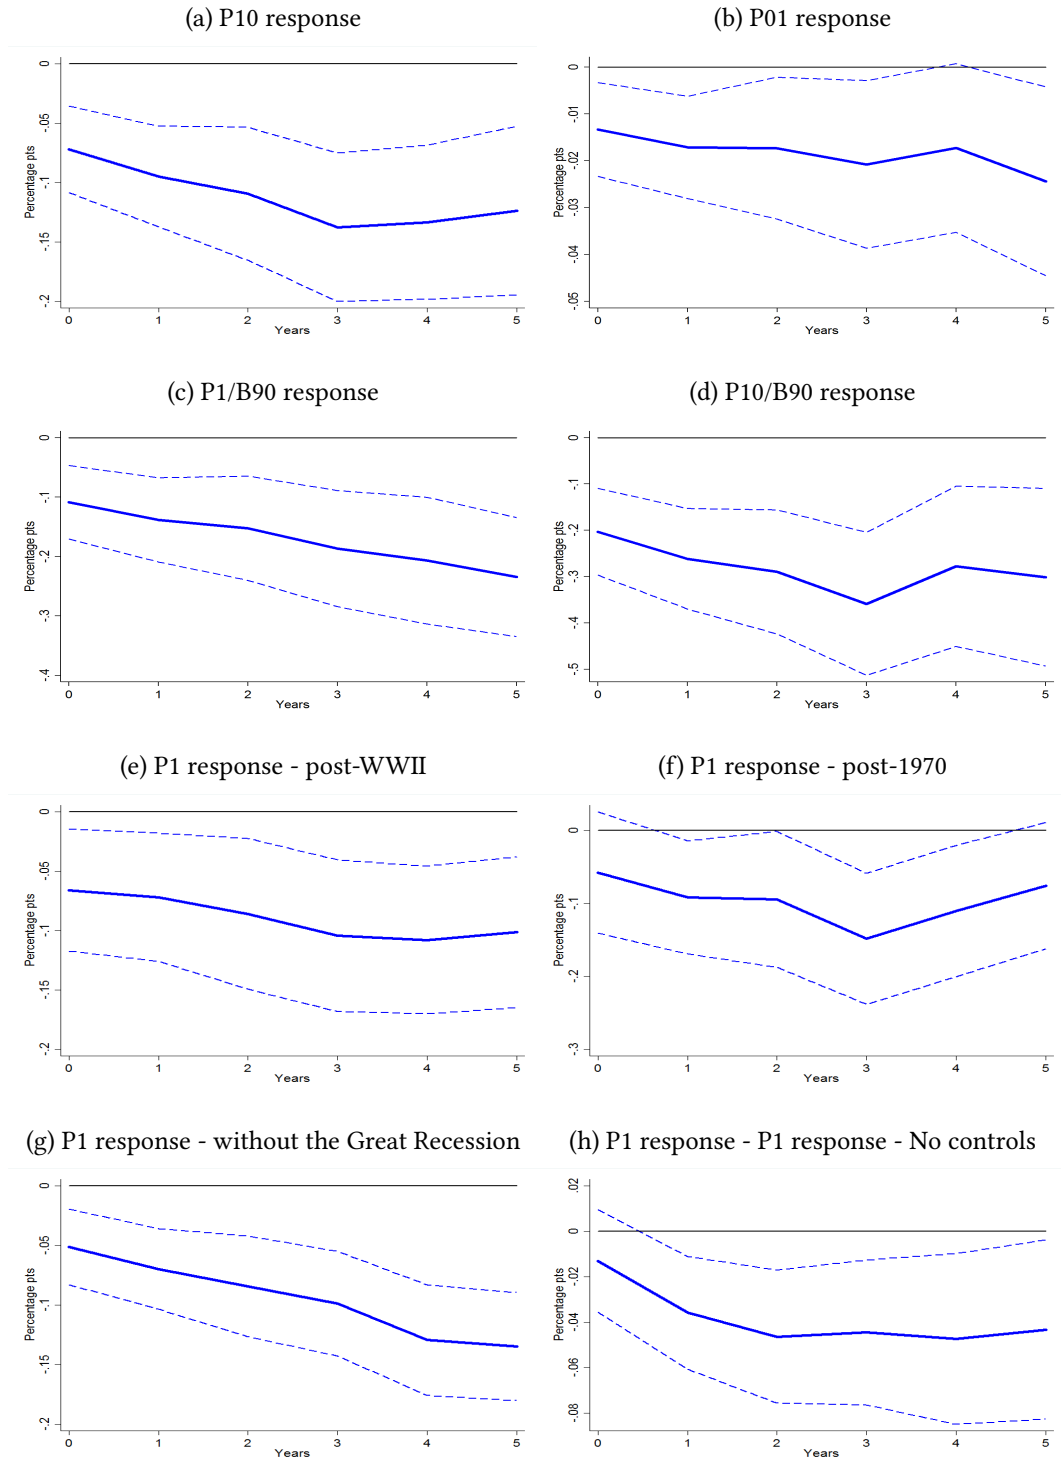 (a) P10 response
Percentage pts
0
-.05
-.1
-.15
-.2
0 1 2 3 4 5
Years
(b) P01 response
Percentage pts
0
-.01
-.02
-.03
-.04
-.05
0 1 2 3 4 5
Years
(c) P1/B90 response
Percentage pts
0
-.1
-.2
-.3
-.4
0 1 2 3 4 5
Years
(d) P10/B90 response
Percentage pts
0
-.1
-.2
-.3
-.4
-.5
0 1 2 3 4 5
Years
(e) P1 response - post-WWII
Percentage pts
0
-.05
-.1
-.15
-.2
0 1 2 3 4 5
Years
(f) P1 response - post-1970
Percentage pts
0
-.1
-.2
-.3
0 1 2 3 4 5
Years
(g) P1 response - without the Great Recession
Percentage pts
0
-.05
-.1
-.15
-.2
0 1 2 3 4 5
Years
(h) P1 response - P1 response - No controls
Percentage pts
.02
0
-.02
-.04
-.06
-.08
0 1 2 3 4 5
Years